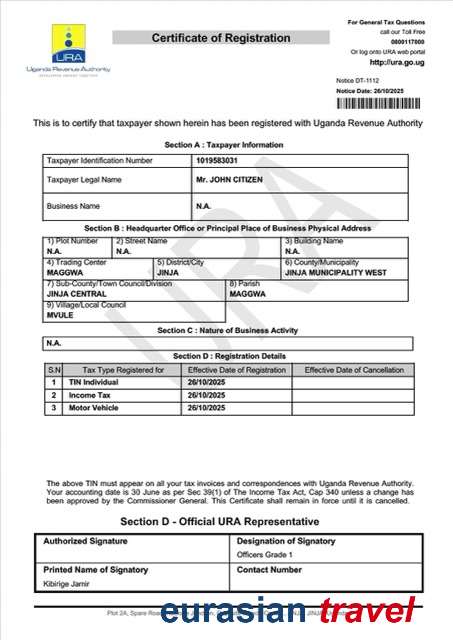 URA
Uganda Revenue Authority
DEVELOPING UGANDA TOGETHER
Certificate of Registration
For General Tax Questions
call our Toll Free
0800117000
Or log onto URA web portal
http://ura.go.ug
Notice DT-1112
Notice Date: 26/10/2025
This is to certify that taxpayer shown herein has been registered with Uganda Revenue Authority
Section A : Taxpayer Information
Taxpayer Identification Number 1019583031
Taxpayer Legal Name Mr. JOHN CITIZEN
Business Name N.A.
Section B : Headquarter Office or Principal Place of Business Physical Address
1) Plot Number 2) Street Name 3) Building Name
N.A. N.A. N.A.
4) Trading Center 5) District/City 6) County/Municipality
MAGGWA JINJA JINJA MUNICIPALITY WEST
7) Sub-County/Town Council/Division 8) Parish
JINJA CENTRAL MAGGWA
9) Village/Local Council
MVULE
Section C : Nature of Business Activity
N.A.
Section D : Registration Details
S.N Tax Type Registered for Effective Date of Registration Effective Date of Cancellation
1 TIN Individual 26/10/2025
2 Income Tax 26/10/2025
3 Motor Vehicle 26/10/2025
URA
The above TIN must appear on all your tax invoices and correspondences with Uganda Revenue Authority.
Your accounting date is 30 June as per Sec 39(1) of The Income Tax Act, Cap 340 unless a change has
been approved by the Commissioner General. This Certificate shall remain in force until it is cancelled.
Section D - Official URA Representative
Authorized Signature Designation of Signatory
Officers Grade 1
Printed Name of Signatory Contact Number
Kibirige Jamir
Plot 2A, Spare Road
eurasian travel